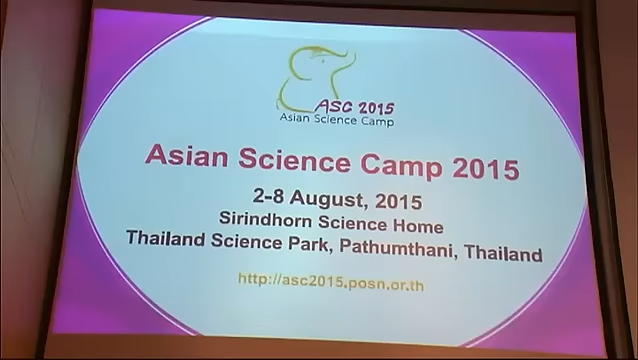 ASC 2015
Asian Science Camp
Asian Science Camp 2015
2-8 August, 2015
Sirindhorn Science Home
Thailand Science Park, Pathumthani, Thailand
http://asc2015.posn.or.th